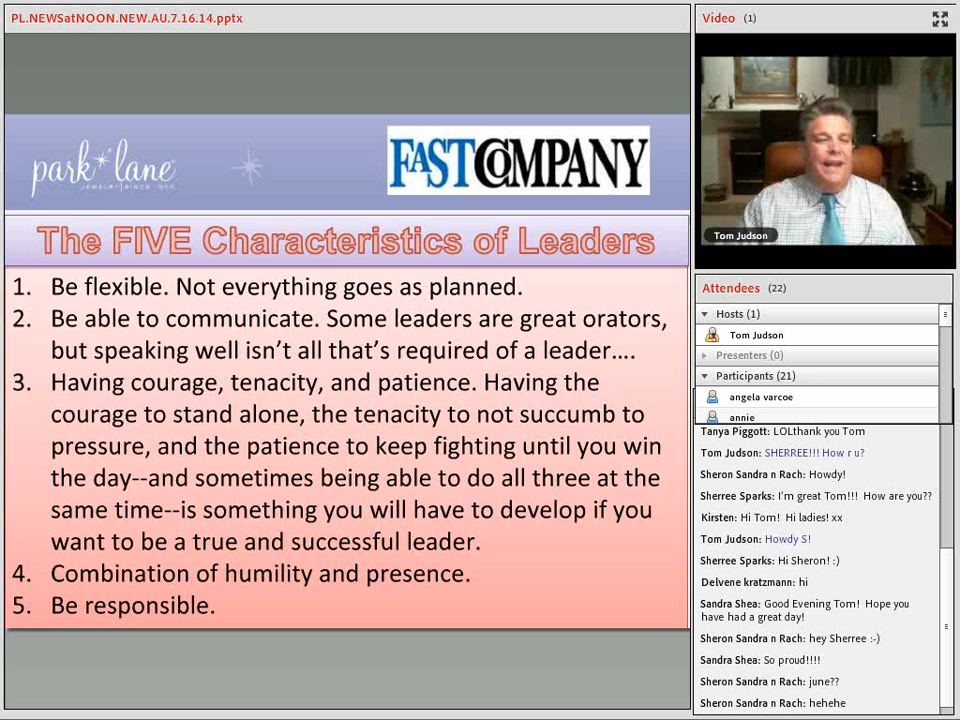 PL.NEWSatNOON.NEW.AU.7.16.14.pptx
park lane
FAST COMPANY
The FIVE Characteristics of Leaders
1. Be flexible. Not everything goes as planned.
2. Be able to communicate. Some leaders are great orators,
but speaking well isn't all that's required of a leader....
3. Having courage, tenacity, and patience. Having the
courage to stand alone, the tenacity to not succumb to
pressure, and the patience to keep fighting until you win
the day--and sometimes being able to do all three at the
same time--is something you will have to develop if you
want to be a true and successful leader.
4. Combination of humility and presence.
5. Be responsible.
Video (1)
Tom Judson
Attendees (22)
Hosts (1)
Tom Judson
Presenters (0)
Participants (21)
angela varcoe
annie
Tanya Piggott: LOLthank you Tom
Tom Judson: SHERREE!!! How r u?
Sheron Sandra n Rach: Howdy!
Sherree Sparks: I'm great Tom!!! How are you??
Kirsten: Hi Tom! Hi ladies! xx
Tom Judson: Howdy S!
Sherree Sparks: Hi Sheron! :)
Delvene kratzmann: hi
Sandra Shea: Good Evening Tom! Hope you
have had a great day!
Sheron Sandra n Rach: hey Sherree :-)
Sandra Shea: So proud!!!!
Sheron Sandra n Rach: june??
Sheron Sandra n Rach: hehehe